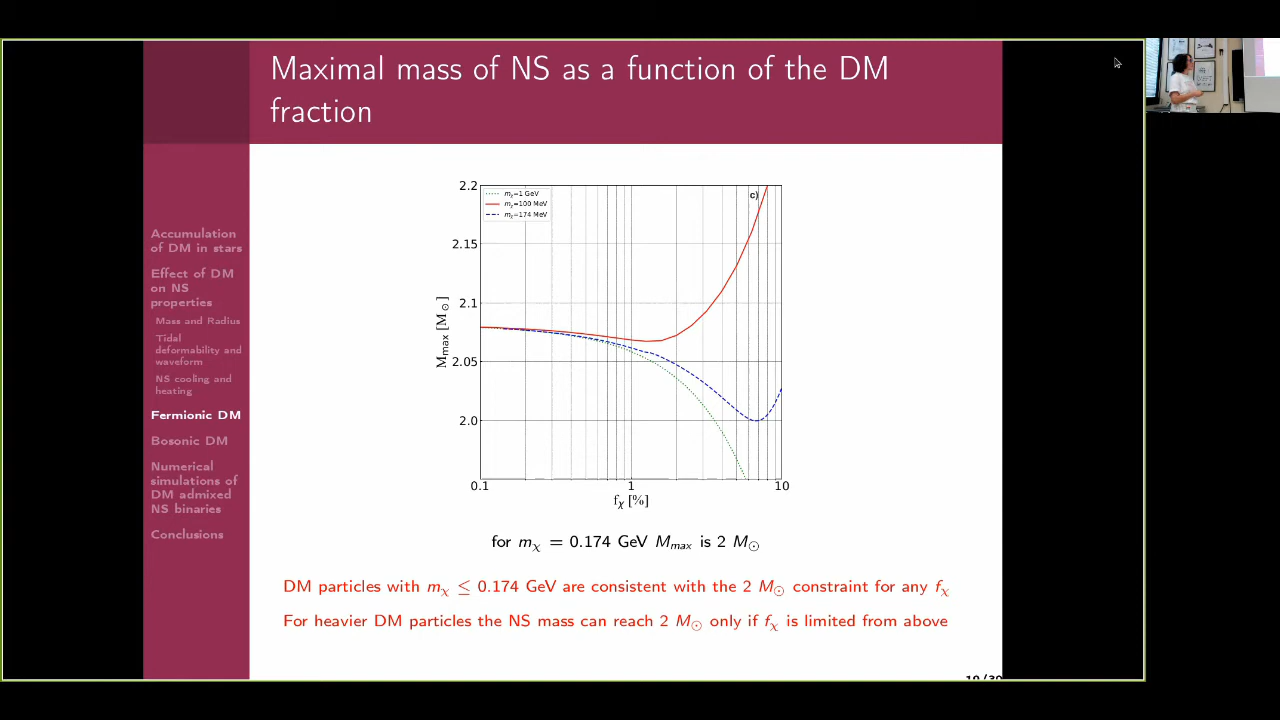 Maximal mass of NS as a function of the DM
fraction
Accumulation
of DM in stars
Effect of DM
on NS
properties
Mass and Radius
Tidal
deformability and
waveform
NS cooling and
heating
Fermionic DM
Bosonic DM
Numerical
simulations of
DM admixed
NS binaries
Conclusions
m_χ=1 GeV
m_χ=100 MeV
m_χ=174 MeV
c)
2.2
2.15
2.1
2.05
2.0
M_max [M_⊙]
0.1 1 10
f_χ [%]
for m_χ = 0.174 GeV M_max is 2 M_⊙
DM particles with m_χ ≤ 0.174 GeV are consistent with the 2 M_⊙ constraint for any f_χ
For heavier DM particles the NS mass can reach 2 M_⊙ only if f_χ is limited from above